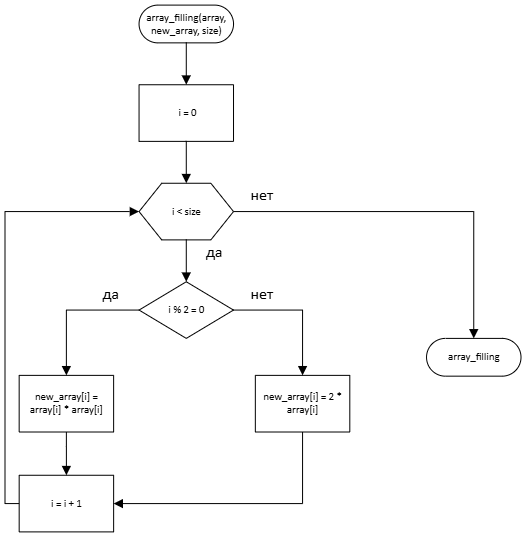 array_filling(array,
new_array, size)
i = 0
i < size
нет
да
да
i % 2 = 0
нет
array_filling
new_array[i] =
array[i] * array[i]
new_array[i] = 2 *
array[i]
i = i + 1